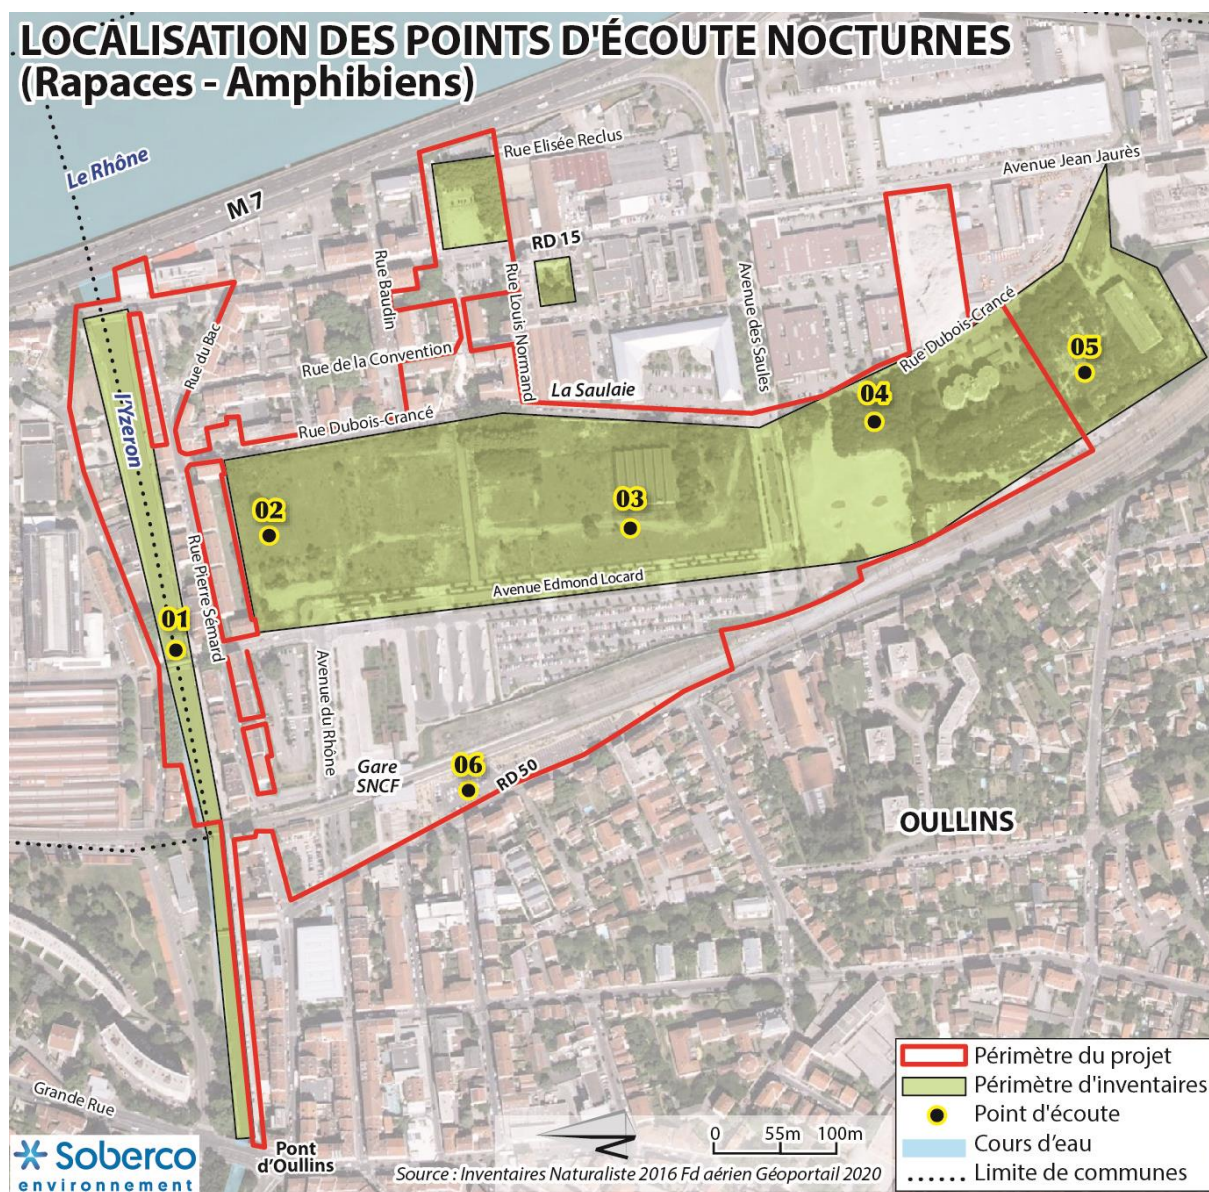 LOCALISATION DES POINTS D'ÉCOUTE NOCTURNES
(Rapaces - Amphibiens)
Le Rhône
M 7
Rue Elisée Reclus
Avenue Jean Jaurès
RD 15
Rue Baudin
Rue Louis Normand
Avenue des Saules
Rue du Bac
Rue de la Convention
Rue Dubois-Crancé
La Saulaie
Rue Dubois-Crancé
05
04
l'Yzeron
02
03
Rue Pierre Sémard
Avenue Edmond Locard
01
Avenue du Rhône
Gare
SNCF
06
RD 50
OULLINS
Grande Rue
Pont
d'Oullins
Soberco
environnement
N
0 55m 100m
Source : Inventaires Naturaliste 2016 Fd aérien Géoportail 2020
Périmètre du projet
Périmètre d'inventaires
Point d'écoute
Cours d'eau
Limite de communes